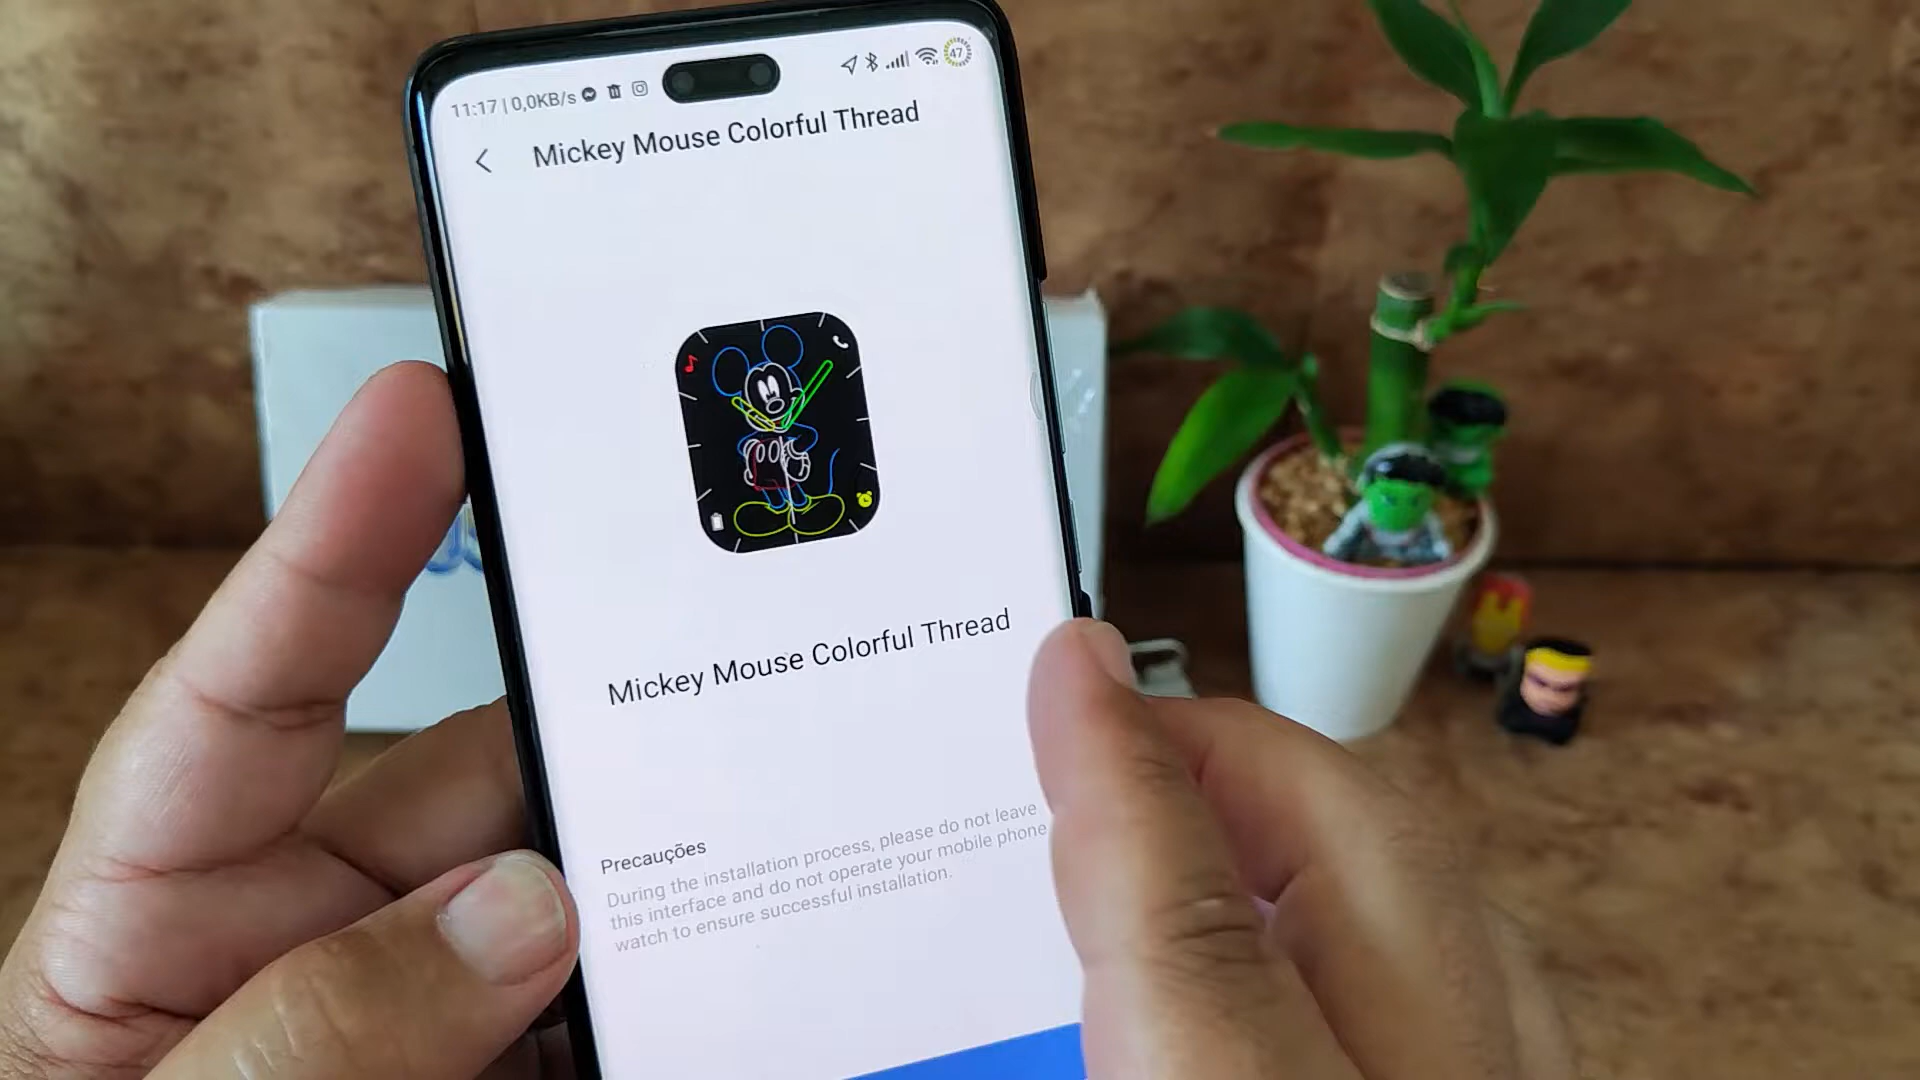 11:17 | 0,0KB/s
47
Mickey Mouse Colorful Thread
Mickey Mouse Colorful Thread
Precauções
During the installation process, please do not leave
this interface and do not operate your mobile phone
watch to ensure successful installation.